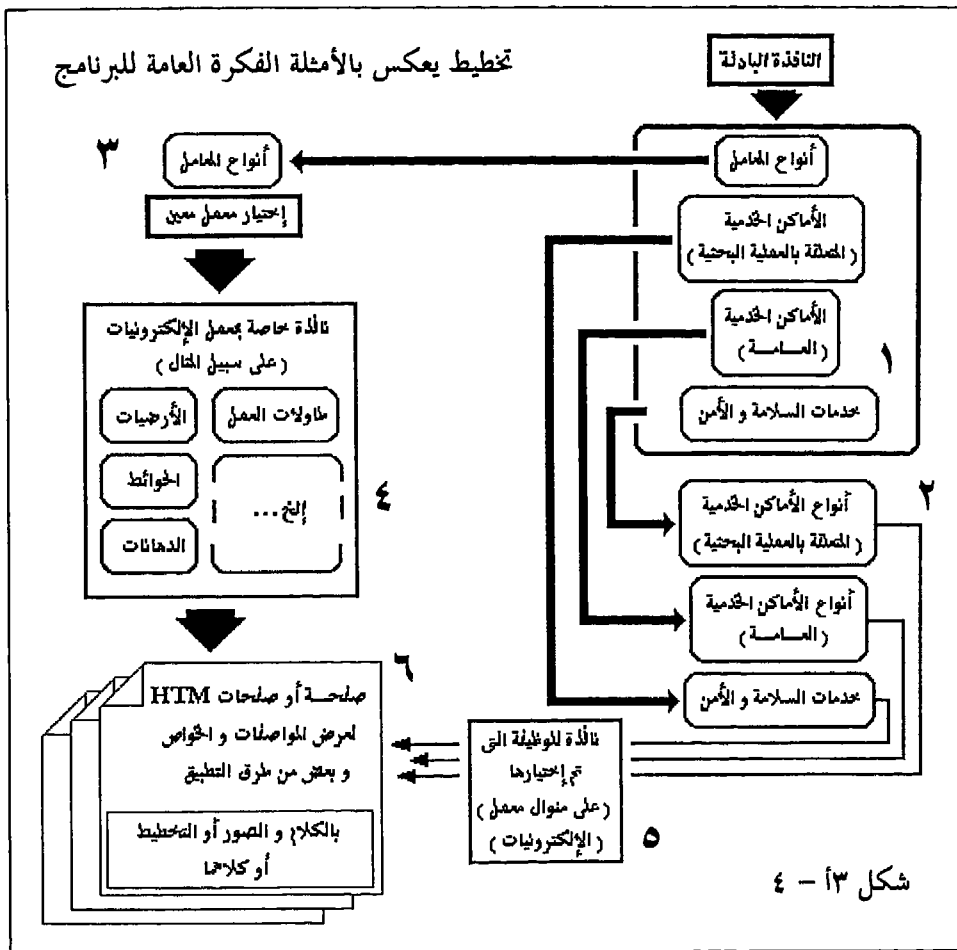 تخطيط يعكس بالأمثلة الفكرة العامة للبرنامج
النافذة البادئة
أنواع المعامل
الأماكن الخدمية
( المتعلقة بالعملية البحثية )
الأماكن الخدمية
( العـــامـــة )
خدمات السلامة و الأمن
١
أنواع الأماكن الخدمية
( المتعلقة بالعملية البحثية )
٢
أنواع الأماكن الخدمية
( العـــامـــة )
خدمات السلامة و الأمن
٣
أنواع المعامل
إختيار معمل معين
نافذة خاصة بمعمل الإلكترونيات
( على سبيل المثال )
طاولات العمل
الأرضيات
الحوائط
إلخ...
الدهانات
٤
نافذة للوظيفة التى
تم إختيارها
( على منوال معمل )
( الإلكترونيات )
٥
٦
صفحـــة أو صفحات HTM
لعرض المواصفات و الخواص
و بعض من طرق التطبيق
بالكلام و الصور أو التخطيط
أو كلاهما
شكل ٣أ – ٤